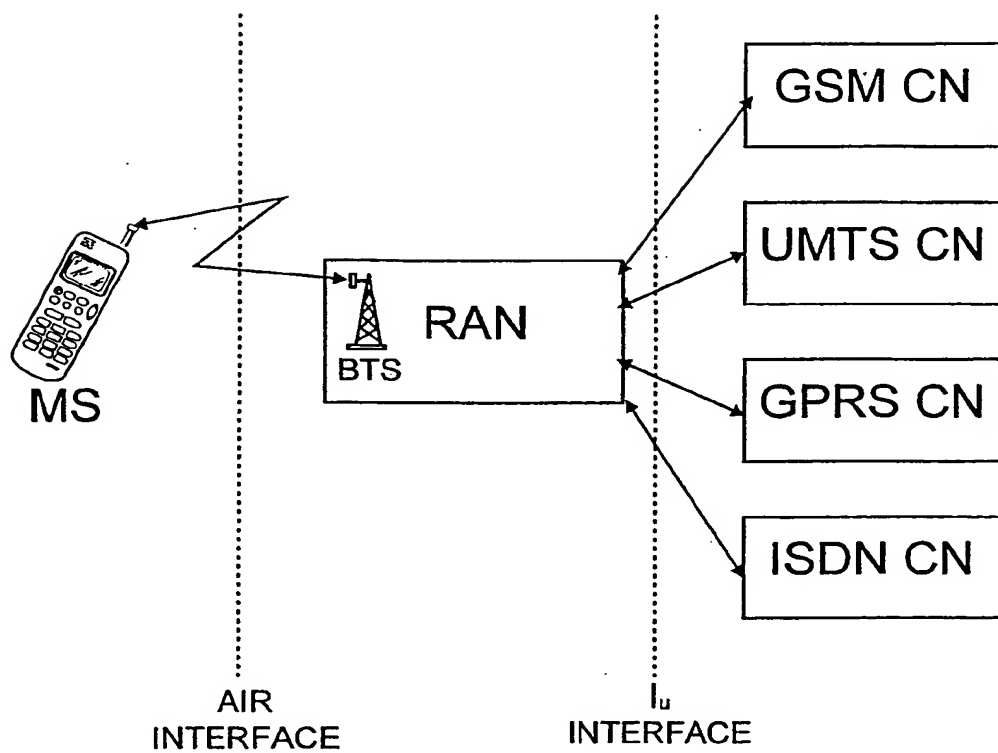 GSM CN
UMTS CN
RAN
BTS
MS
GPRS CN
ISDN CN
AIR
INTERFACE
Iu
INTERFACE